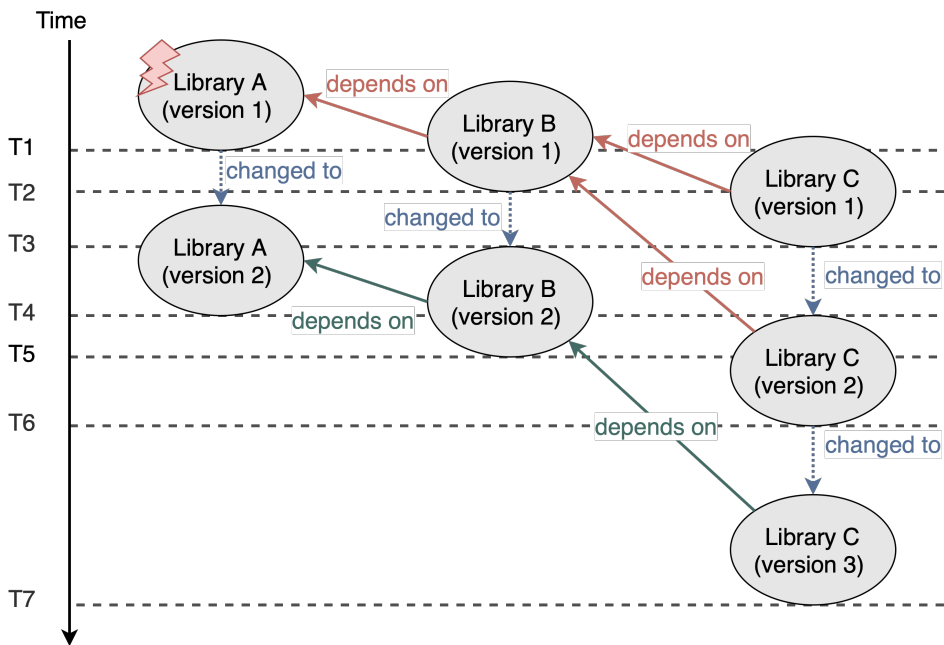 Time
Library A
(version 1)
depends on
Library B
(version 1)
depends on
T1
changed to
Library C
(version 1)
T2
changed to
T3
Library A
(version 2)
depends on
changed to
Library B
(version 2)
T4
depends on
T5
Library C
(version 2)
T6
depends on
changed to
Library C
(version 3)
T7